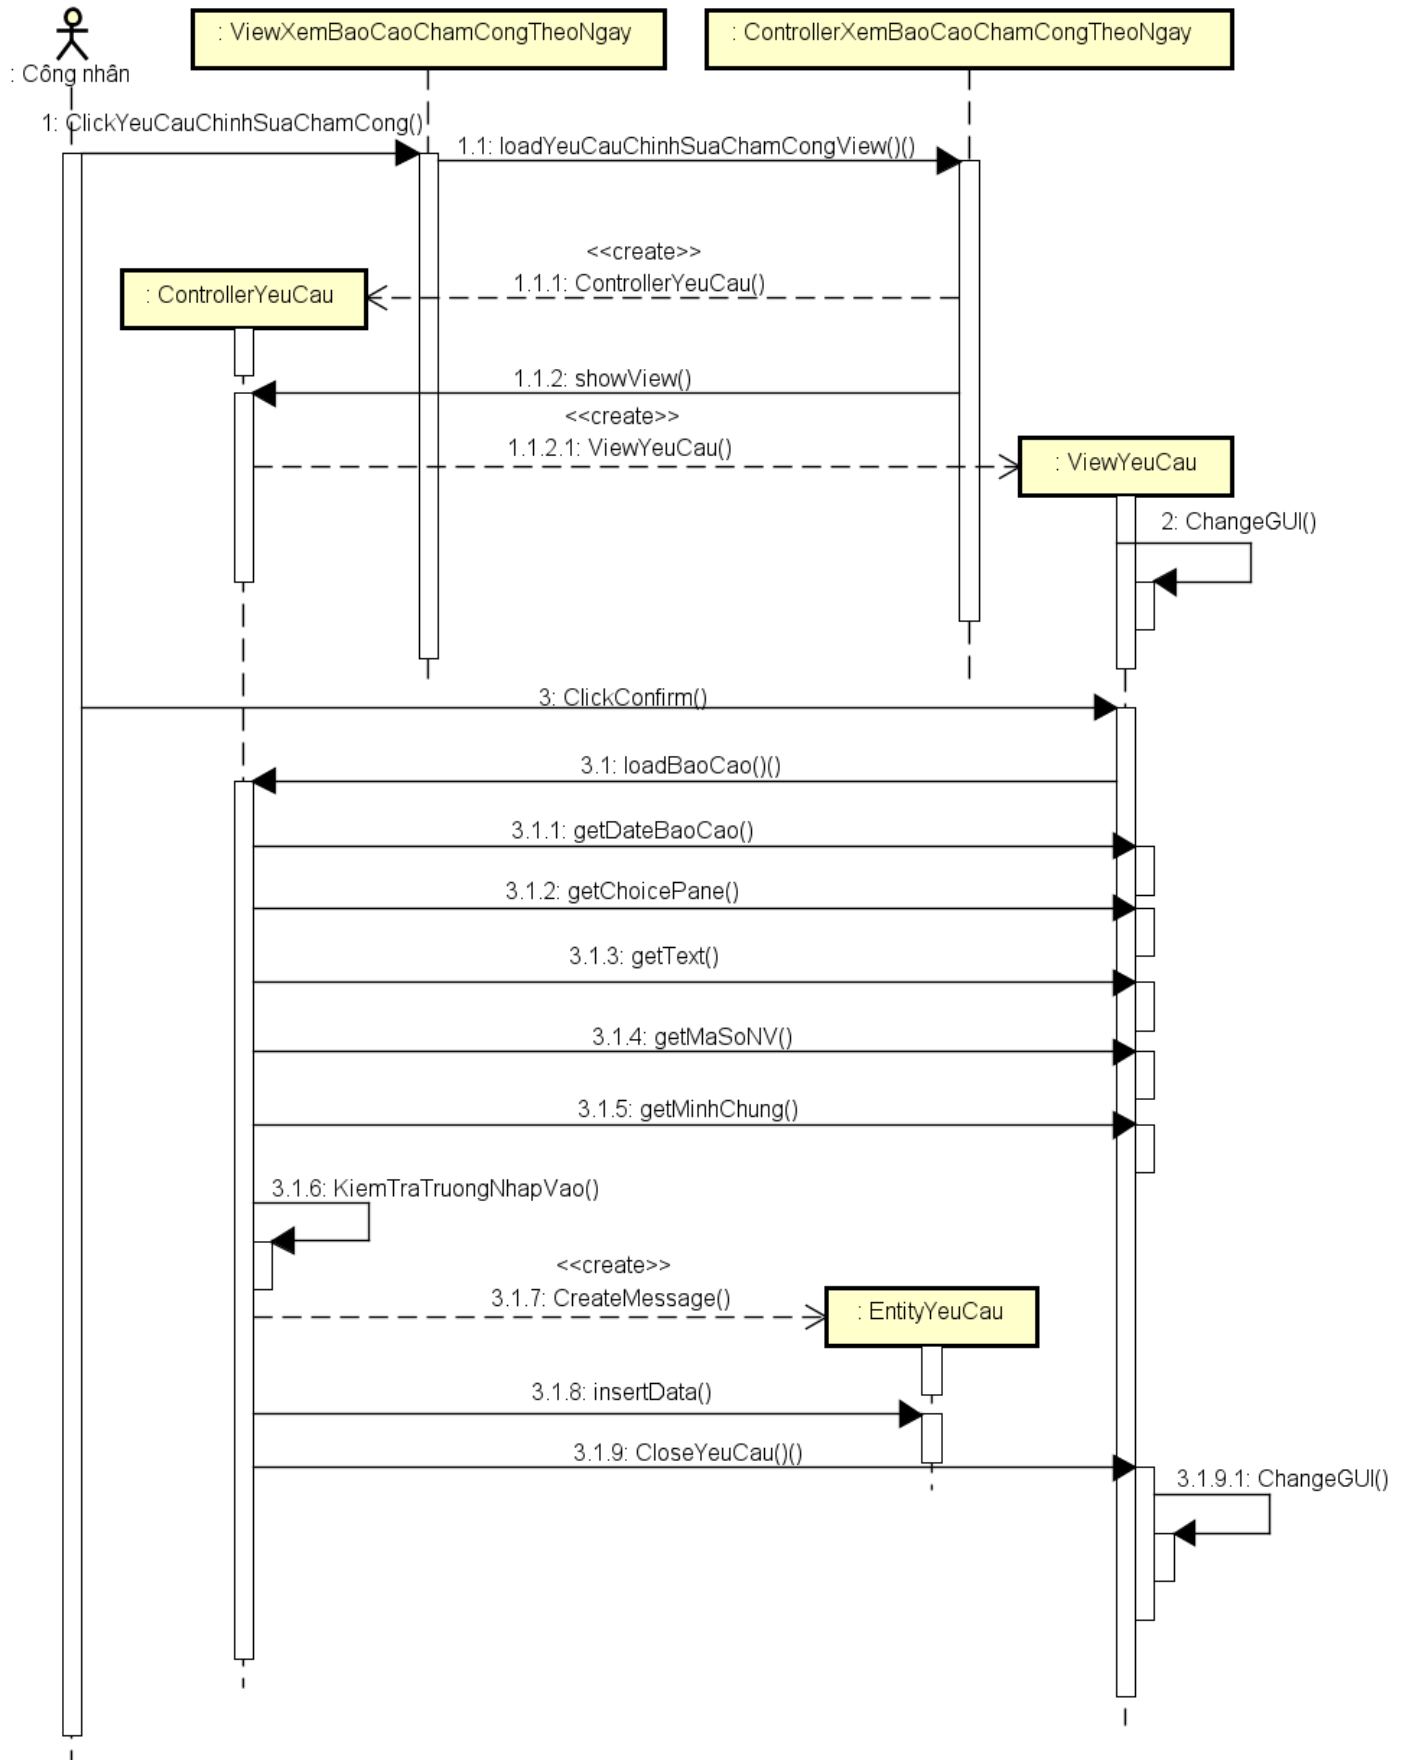 : ViewXemBaoCaoChamCongTheoNgay
: ControllerXemBaoCaoChamCongTheoNgay
: Công nhân
1: ClickYeuCauChinhSuaChamCong()
1.1: loadYeuCauChinhSuaChamCongView()()
<<create>>
1.1.1: ControllerYeuCau()
: ControllerYeuCau
1.1.2: showView()
<<create>>
1.1.2.1: ViewYeuCau()
: ViewYeuCau
2: ChangeGUI()
3: ClickConfirm()
3.1: loadBaoCao()()
3.1.1: getDateBaoCao()
3.1.2: getChoicePane()
3.1.3: getText()
3.1.4: getMaSoNV()
3.1.5: getMinhChung()
3.1.6: KiemTraTruongNhapVao()
<<create>>
3.1.7: CreateMessage()
: EntityYeuCau
3.1.8: insertData()
3.1.9: CloseYeuCau()()
3.1.9.1: ChangeGUI()